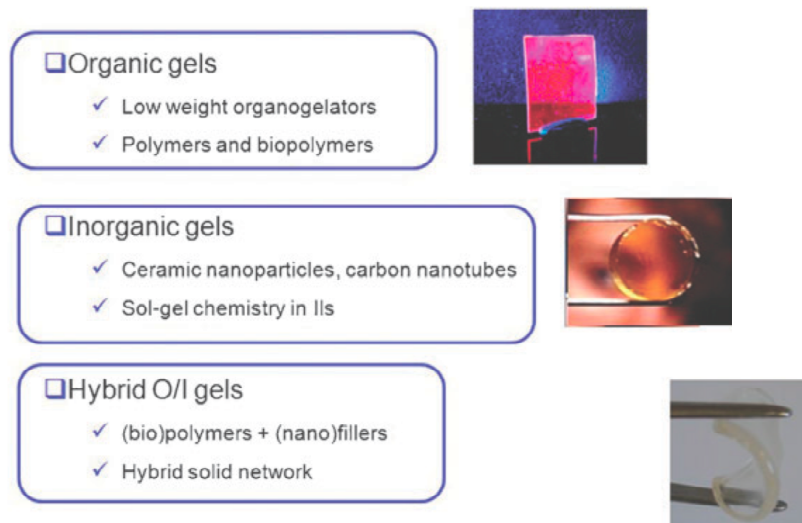 Organic gels
Low weight organogelators
Polymers and biopolymers
Inorganic gels
Ceramic nanoparticles, carbon nanotubes
Sol-gel chemistry in Ils
Hybrid O/I gels
(bio)polymers + (nano)fillers
Hybrid solid network